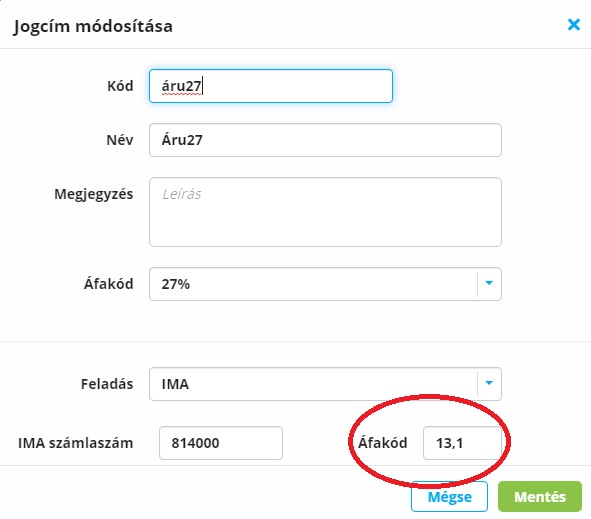 Jogcím módosítása
Kód áru27
Név Áru27
Megjegyzés Leírás
Áfakód 27%
Feladás IMA
IMA számlaszám 814000 Áfakód 13,1
Mégse Mentés